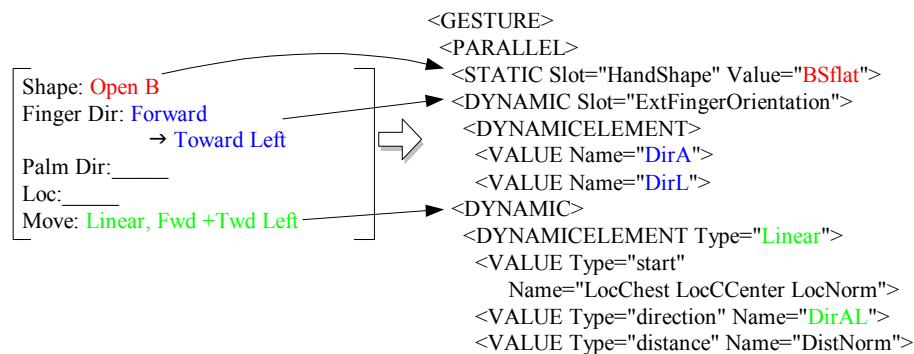 Shape: Open B
Finger Dir: Forward
→ Toward Left
Palm Dir:_____
Loc:_____
Move: Linear, Fwd +Twd Left
<GESTURE>
<PARALLEL>
<STATIC Slot="HandShape" Value="BSflat">
<DYNAMIC Slot="ExtFingerOrientation">
<DYNAMICELEMENT>
<VALUE Name="DirA">
<VALUE Name="DirL">
<DYNAMIC>
<DYNAMICELEMENT Type="Linear">
<VALUE Type="start"
Name="LocChest LocCCenter LocNorm">
<VALUE Type="direction" Name="DirAL">
<VALUE Type="distance" Name="DistNorm">